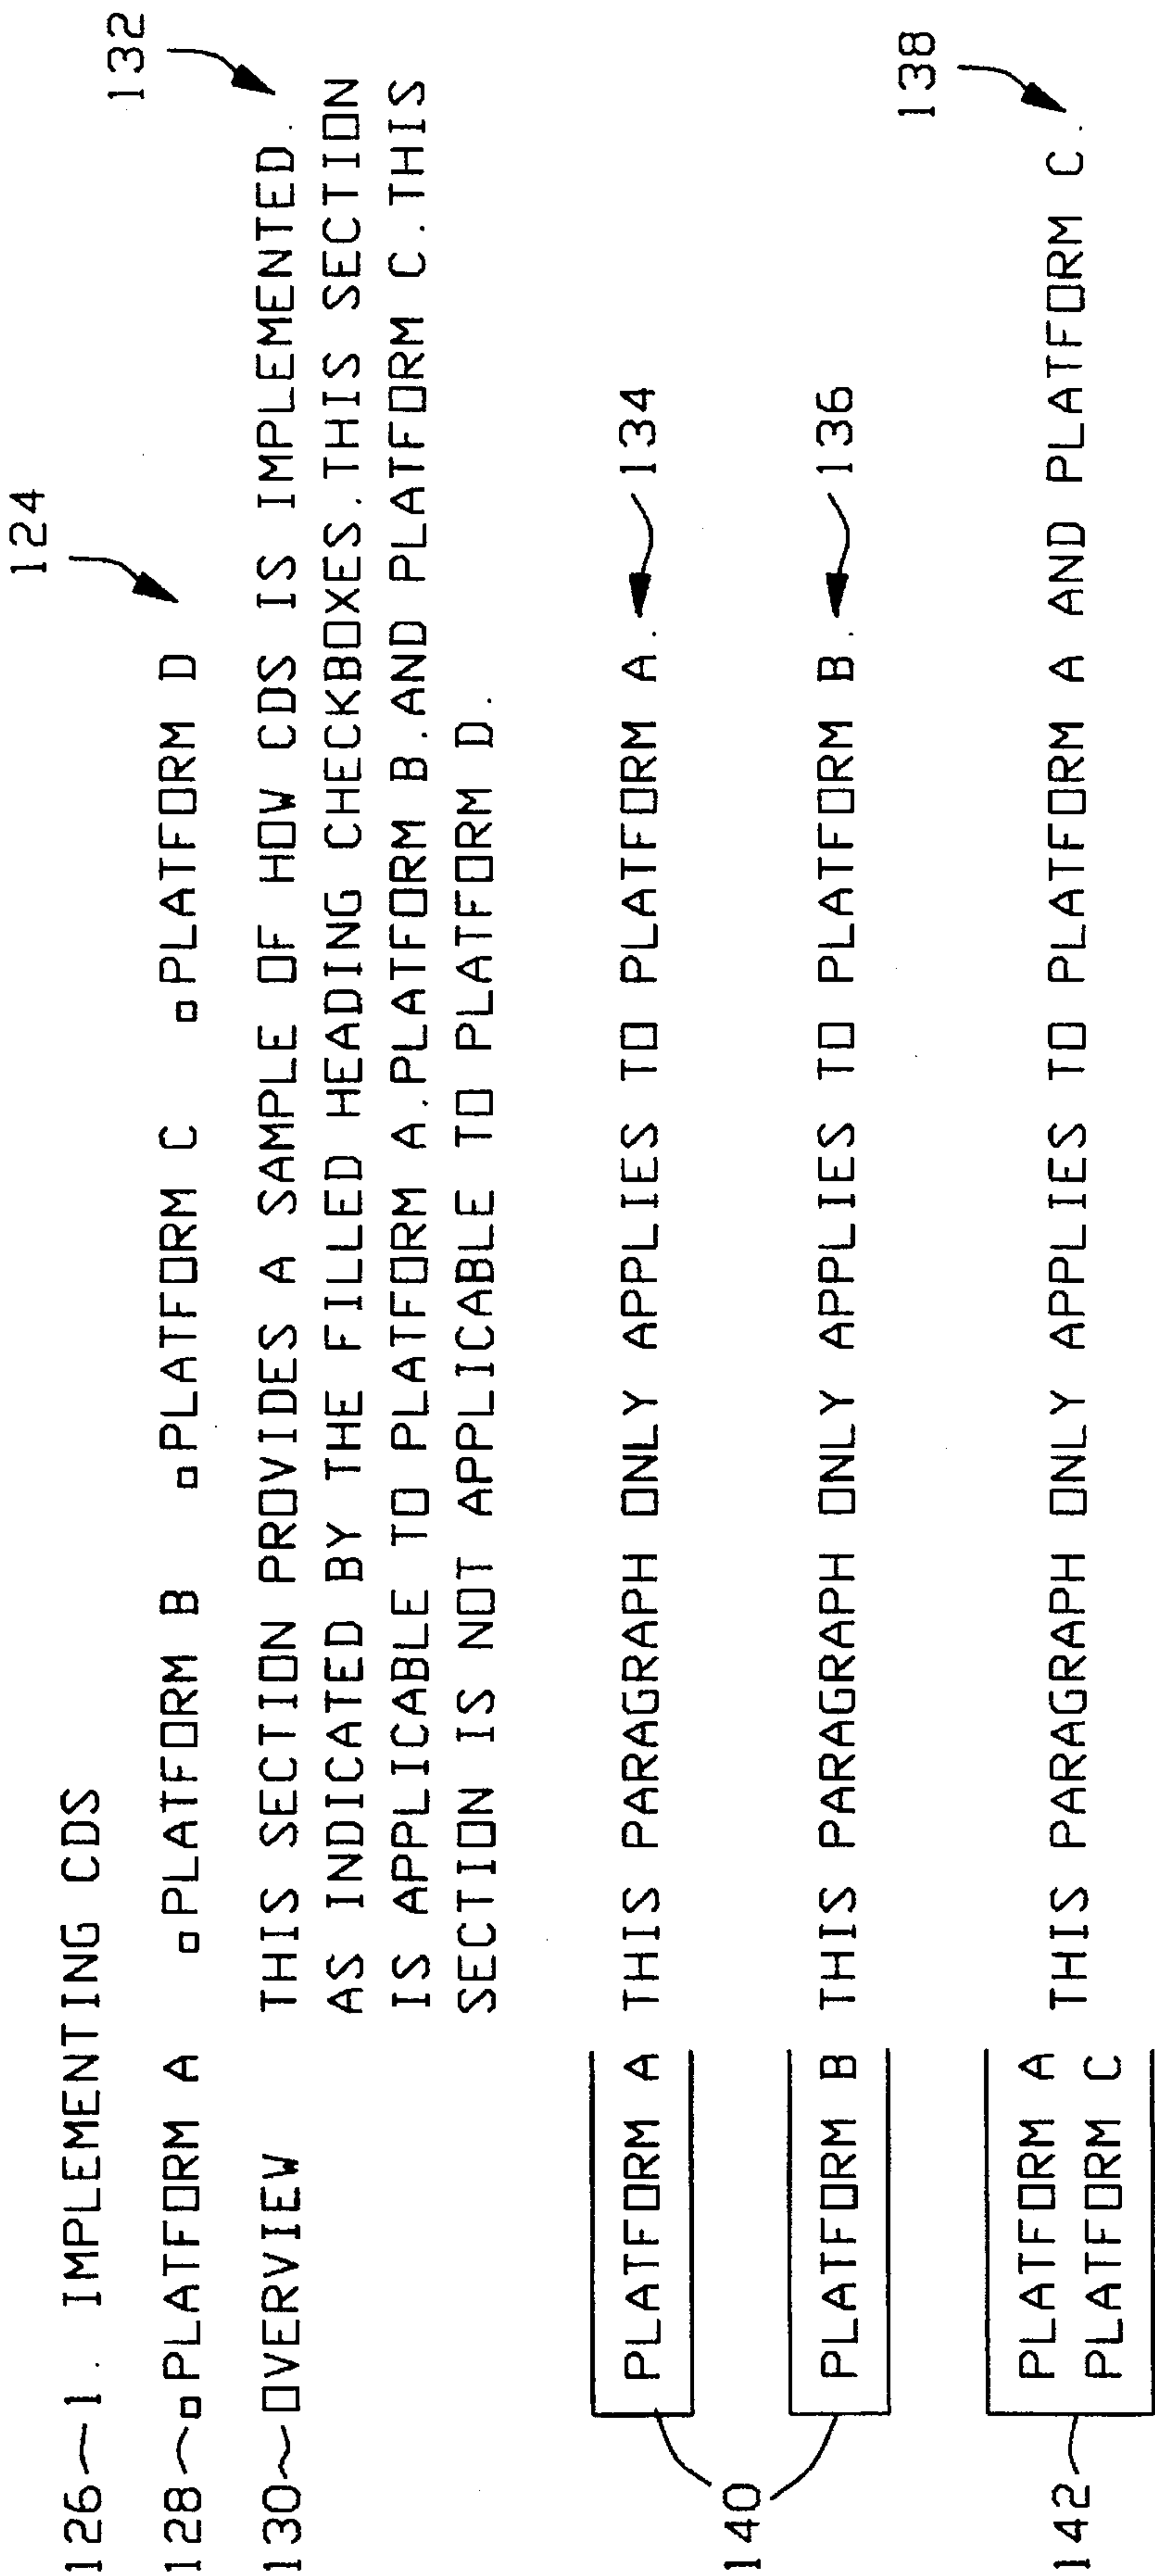 124
126 1. IMPLEMENTING CDS
128 PLATFORM A PLATFORM B PLATFORM C PLATFORM D
132
130 OVERVIEW THIS SECTION PROVIDES A SAMPLE OF HOW CDS IS IMPLEMENTED.
AS INDICATED BY THE FILLED HEADING CHECKBOXES.THIS SECTION
IS APPLICABLE TO PLATFORM A.PLATFORM B.AND PLATFORM C.THIS
SECTION IS NOT APPLICABLE TO PLATFORM D.
PLATFORM A THIS PARAGRAPH ONLY APPLIES TO PLATFORM A. 134
140
PLATFORM B THIS PARAGRAPH ONLY APPLIES TO PLATFORM B. 136
138
PLATFORM A THIS PARAGRAPH ONLY APPLIES TO PLATFORM A AND PLATFORM C.
142 PLATFORM C